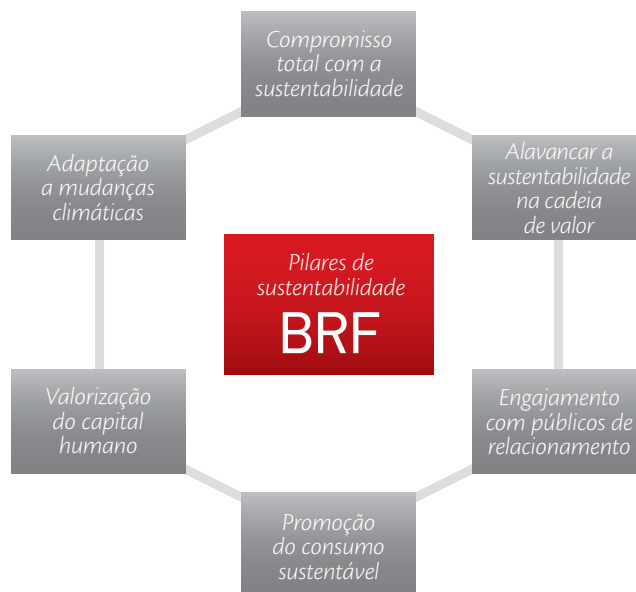 Compromisso
total com a
sustentabilidade
Adaptação
a mudanças
climáticas
Alavancar a
sustentabilidade
na cadeia
de valor
Pilares de
sustentabilidade
BRF
Valorização
do capital
humano
Engajamento
com públicos de
relacionamento
Promoção
do consumo
sustentável